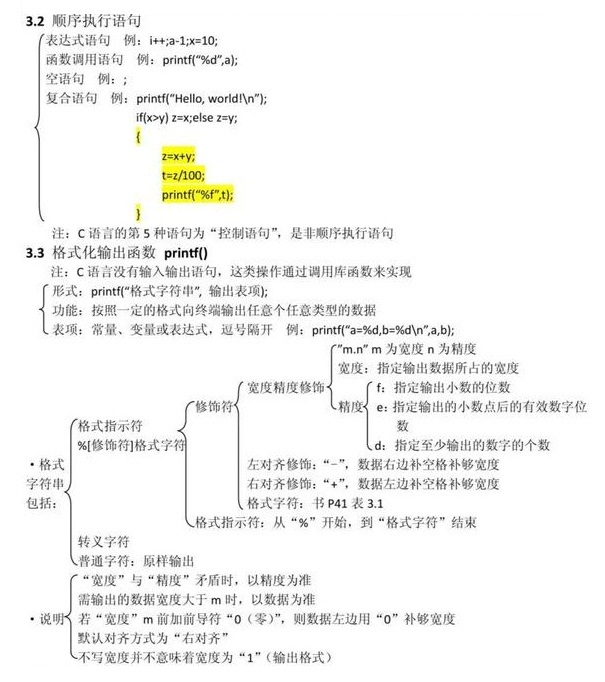 3.2 顺序执行语句
表达式语句 例：i++;a-1;x=10;
函数调用语句 例：printf("%d",a);
空语句 例：;
复合语句 例：printf("Hello, world!\n");
if(x>y) z=x;else z=y;
{
z=x+y;
t=z/100;
printf("%f",t);
}
注：C 语言的第 5 种语句为“控制语句”，是非顺序执行语句
3.3 格式化输出函数 printf()
注：C 语言没有输入输出语句，这类操作通过调用库函数来实现
形式：printf("格式字符串", 输出表项);
功能：按照一定的格式向终端输出任意个任意类型的数据
表项：常量、变量或表达式，逗号隔开 例：printf("a=%d,b=%d\n",a,b);
"m.n" m 为宽度 n 为精度
宽度：指定输出数据所占的宽度
宽度精度修饰
f：指定输出小数的位数
修饰符
精度
e：指定输出的小数点后的有效数字位
数
格式指示符
%[修饰符]格式字符
d：指定至少输出的数字的个数
·格式
字符串
包括：
左对齐修饰：“-”，数据右边补空格补够宽度
右对齐修饰：“+”，数据左边补空格补够宽度
格式字符：书 P41 表 3.1
格式指示符：从“%”开始，到“格式字符”结束
转义字符
普通字符：原样输出
“宽度”与“精度”矛盾时，以精度为准
需输出的数据宽度大于 m 时，以数据为准
·说明
若“宽度”m 前加前导符“0（零）”，则数据左边用“0”补够宽度
默认对齐方式为“右对齐”
不写宽度并不意味着宽度为“1”（输出格式）